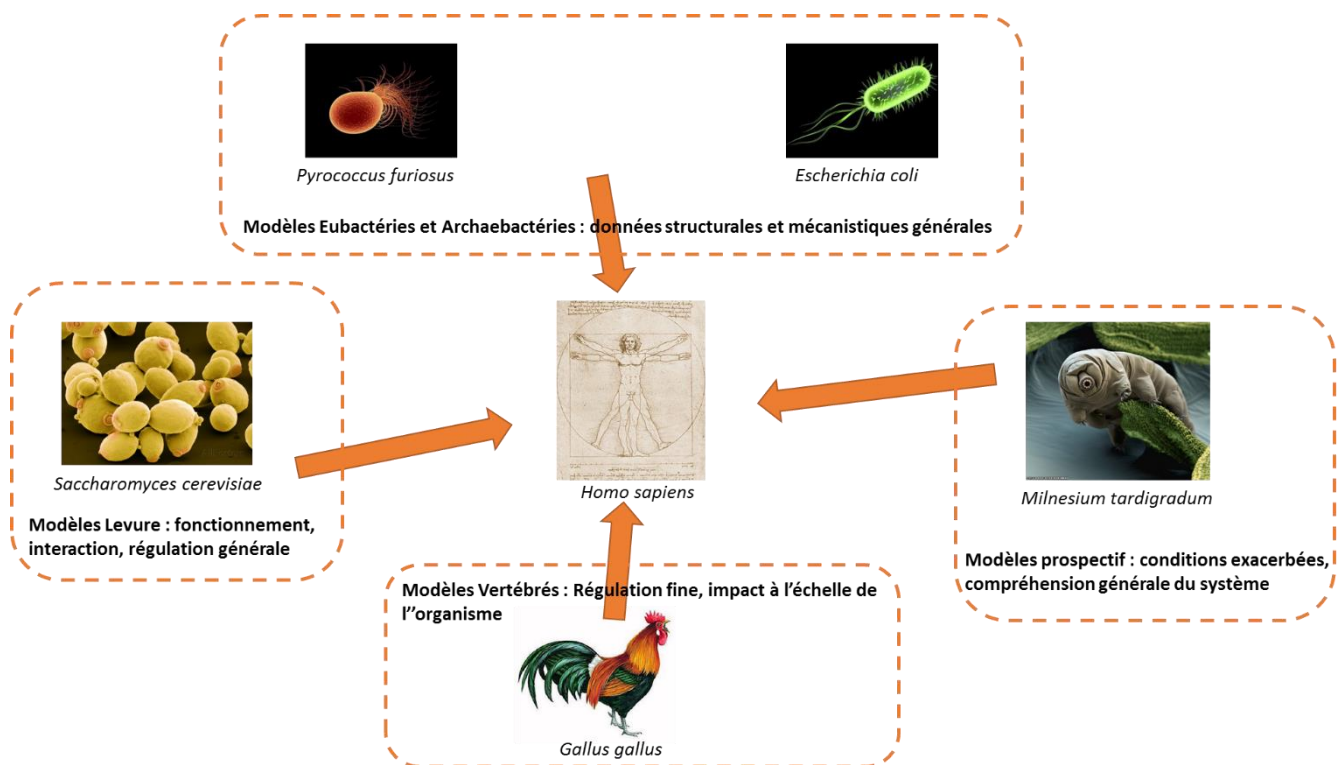 Pyrococcus furiosus
Escherichia coli
Modèles Eubactéries et Archaebactéries : données structurales et mécanistiques générales
Saccharomyces cerevisiae
Modèles Levure : fonctionnement,
interaction, régulation générale
Homo sapiens
Milnesium tardigradum
Modèles prospectif : conditions exacerbées,
compréhension générale du système
Modèles Vertébrés : Régulation fine, impact à l’échelle de
l’’organisme
Gallus gallus